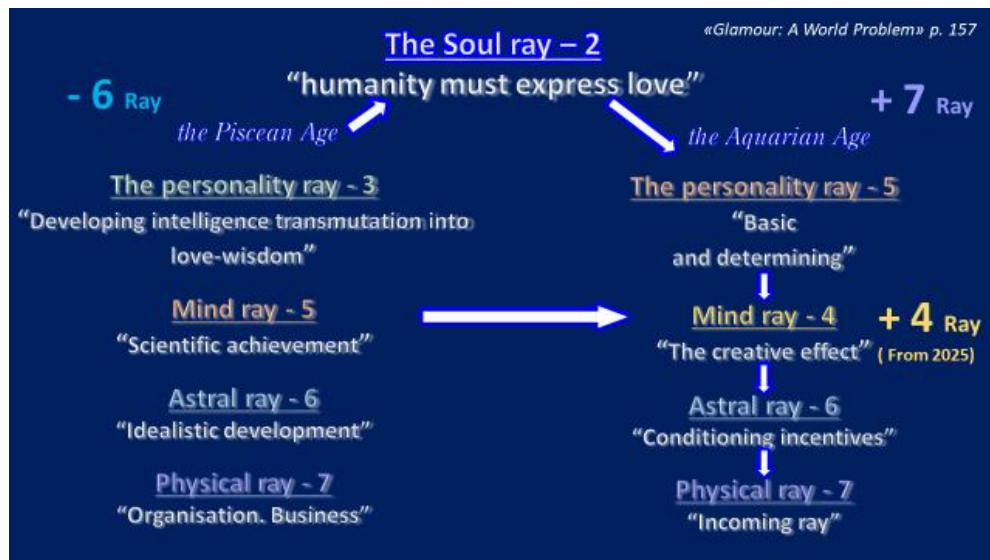 «Glamour: A World Problem» p. 157
The Soul ray – 2
“humanity must express love”
- 6 Ray
the Piscean Age
+ 7 Ray
the Aquarian Age
The personality ray - 3
“Developing intelligence transmutation into
love-wisdom”
Mind ray - 5
“Scientific achievement”
Astral ray - 6
“Idealistic development”
Physical ray - 7
“Organisation. Business”
The personality ray - 5
“Basic
and determining”
Mind ray - 4
“The creative effect”
+ 4 Ray
( From 2025)
Astral ray - 6
“Conditioning incentives”
Physical ray - 7
“Incoming ray”